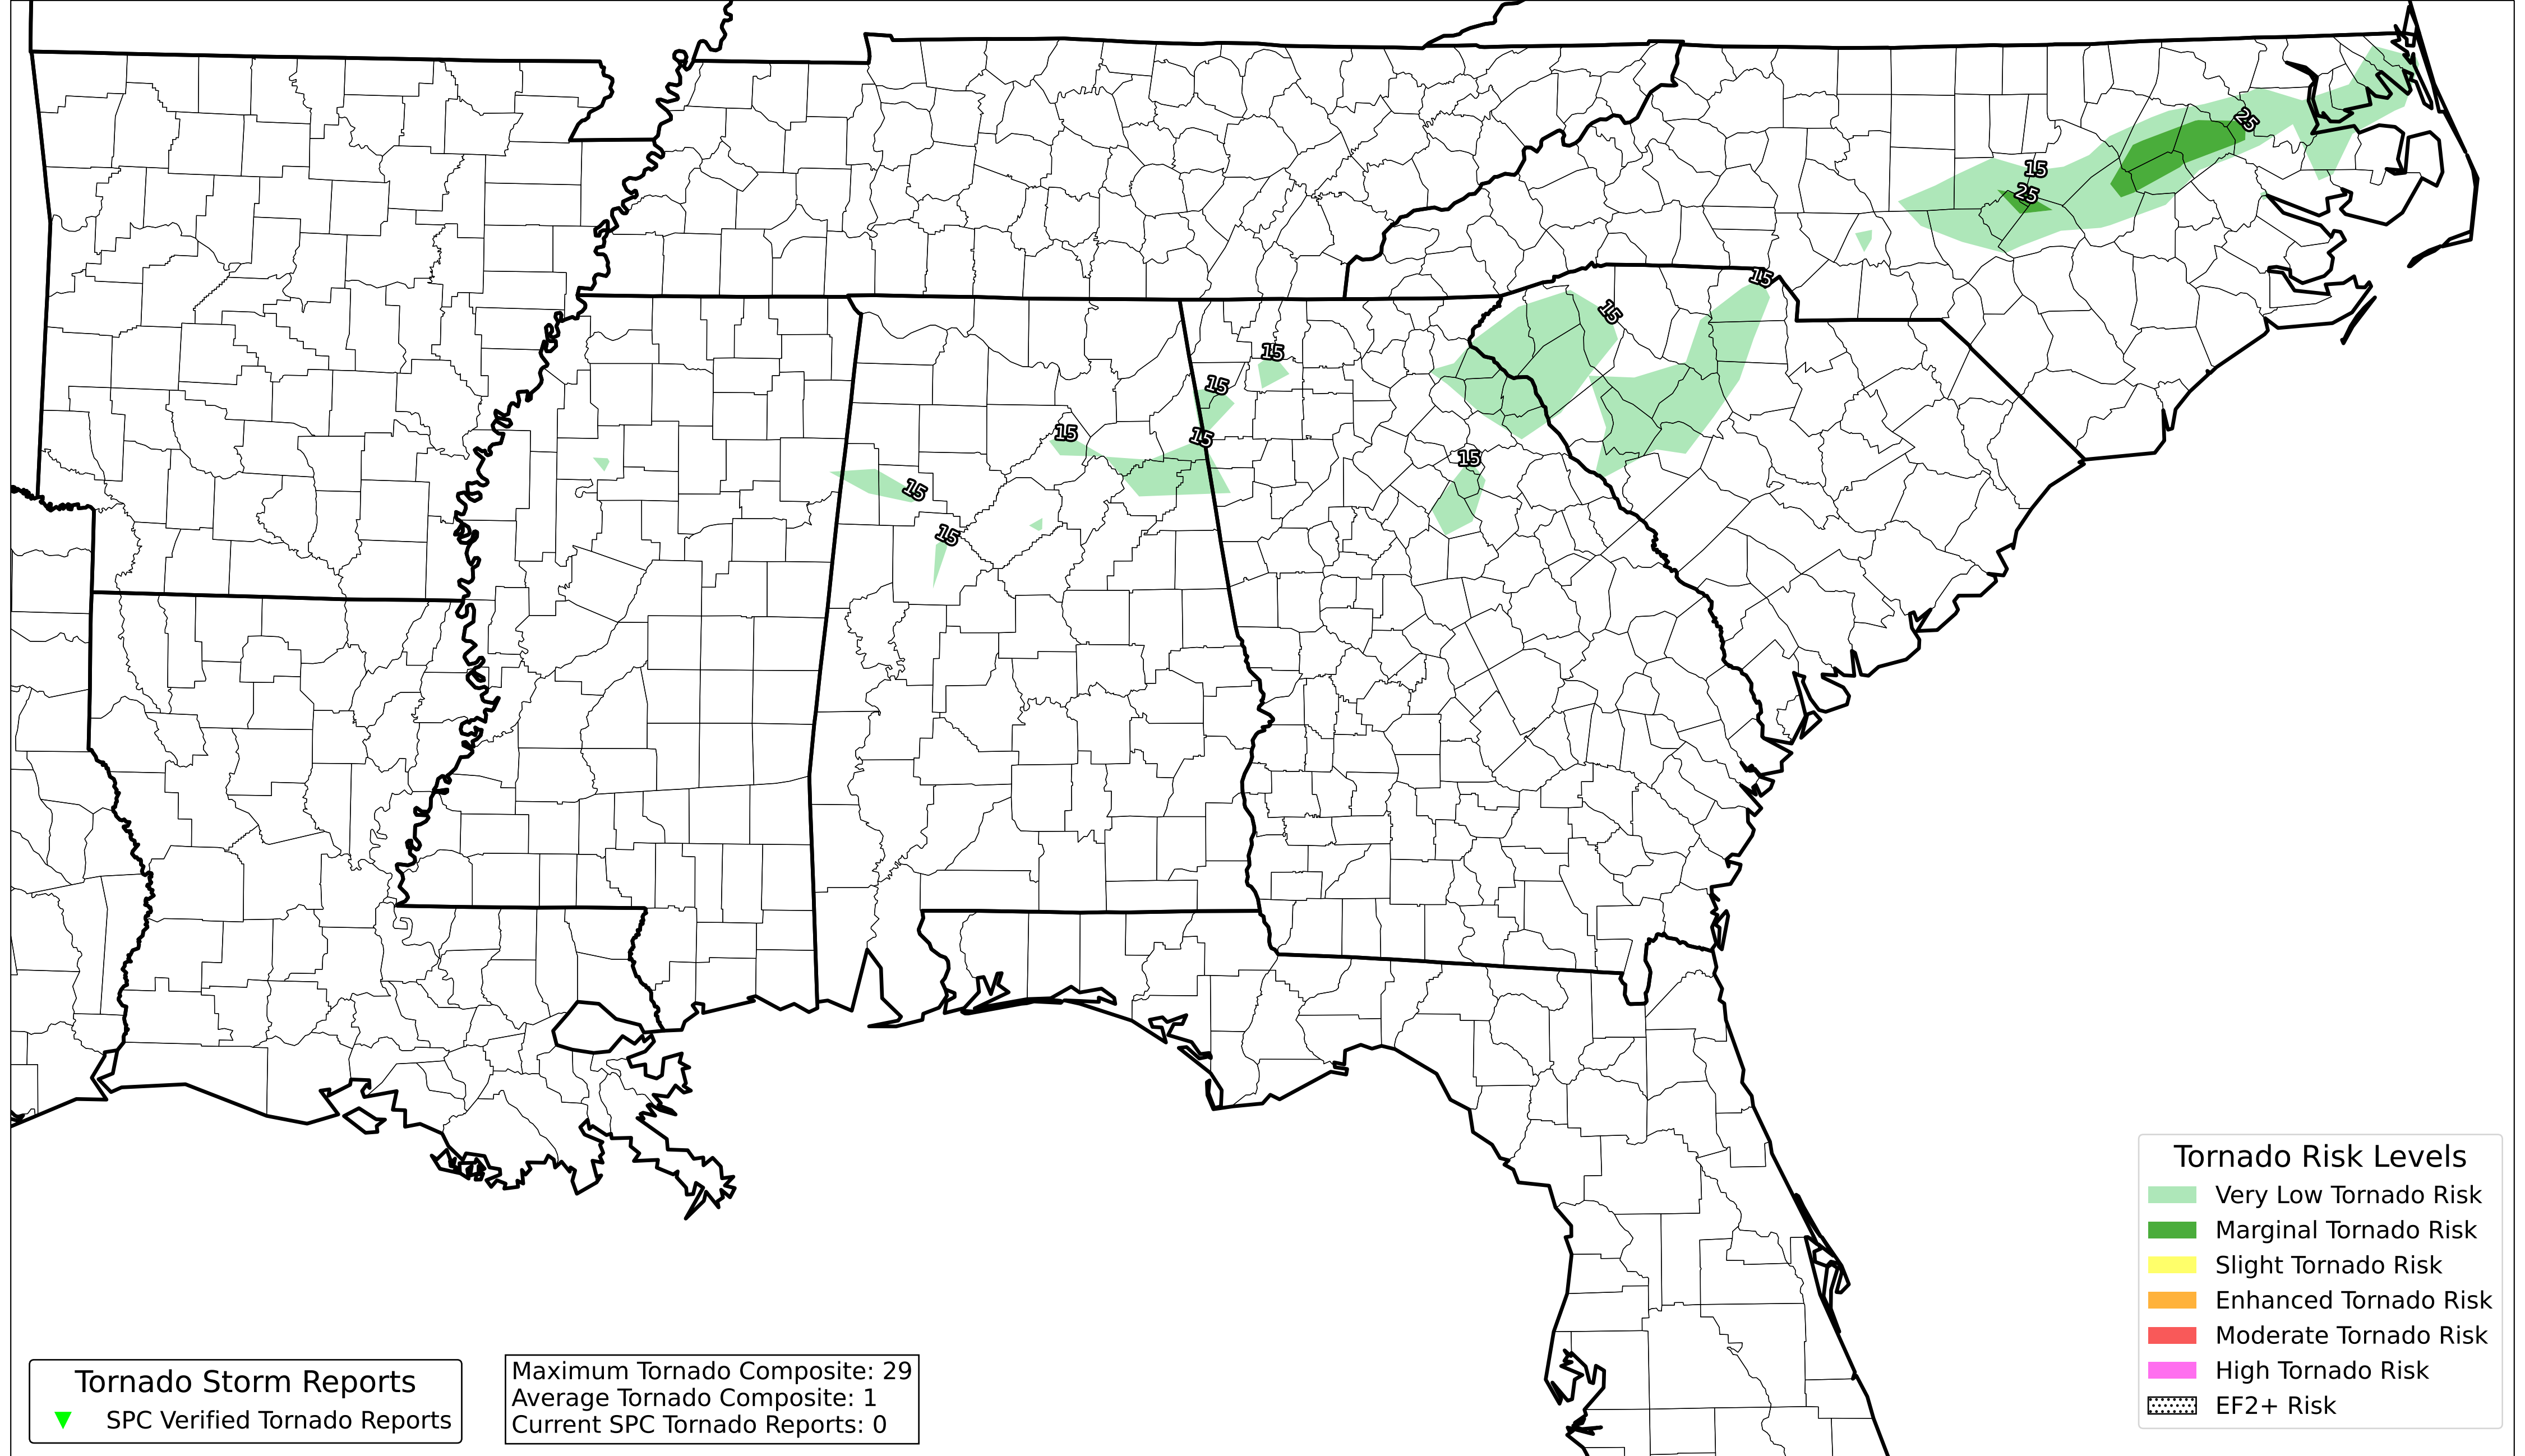 25
15
25
15
15
15
15
15
15
15
15
15
Tornado Risk Levels
Very Low Tornado Risk
Marginal Tornado Risk
Slight Tornado Risk
Enhanced Tornado Risk
Moderate Tornado Risk
High Tornado Risk
EF2+ Risk
Tornado Storm Reports
SPC Verified Tornado Reports
Maximum Tornado Composite: 29
Average Tornado Composite: 1
Current SPC Tornado Reports: 0